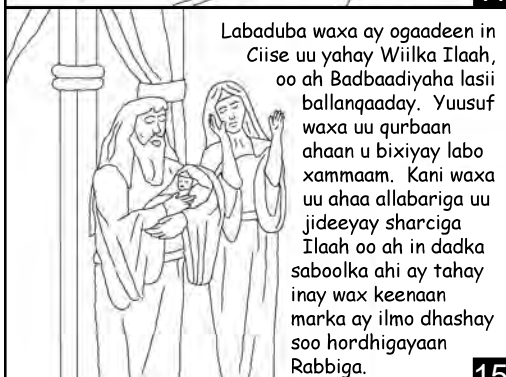 Labaduba waxa ay ogaadeen in
Ciise uu yahay Wiilka Ilaah,
oo ah Badbaadiyaha lasii
ballanqaaday. Yuusuf
waxa uu qurbaan
ahaan u bixiyay labo
xammaam. Kani waxa
uu ahaa allabariga uu
jideeyay sharciga
Ilaah oo ah in dadka
saboolka ahi ay tahay
inay wax keenaan
marka ay ilmo dhashay
soo hordhigayaan
Rabbiga.
15